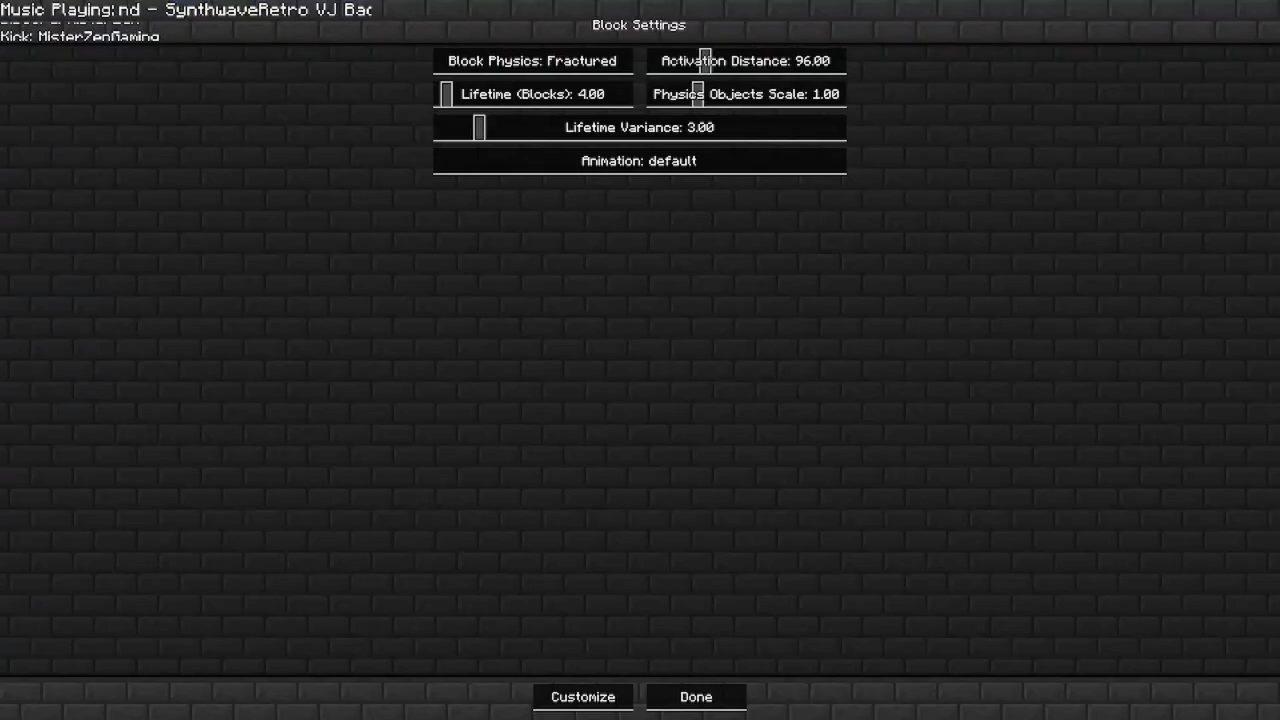 Music Playing: nd - SynthwaveRetro VJ Bac
Kick: MisterZenGaming
Block Settings
Block Physics: Fractured
Activation Distance: 96.00
Lifetime (Blocks): 4.00
Physics Objects Scale: 1.00
Lifetime Variance: 3.00
Animation: default
Customize
Done